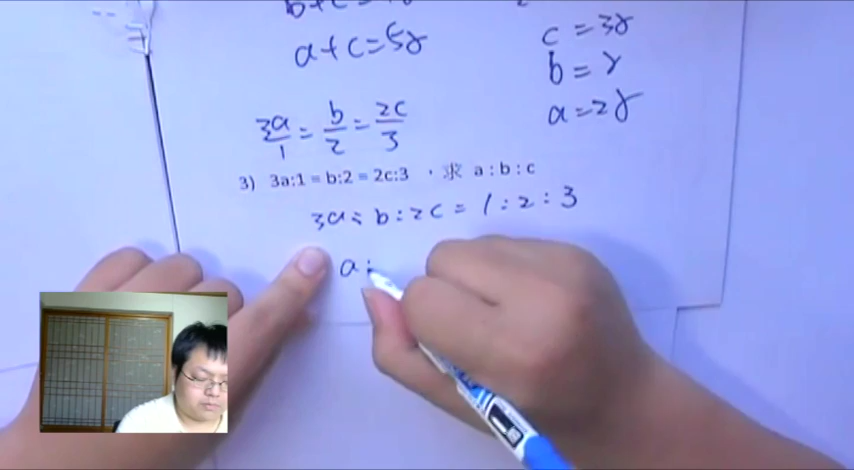 a+c=5r
c=3r
b=r
a=2r
3a/1=b/2=2c/3
3) 3a:1=b:2=2c:3 ,求 a:b:c
3a:b:2c=1:2:3
a: